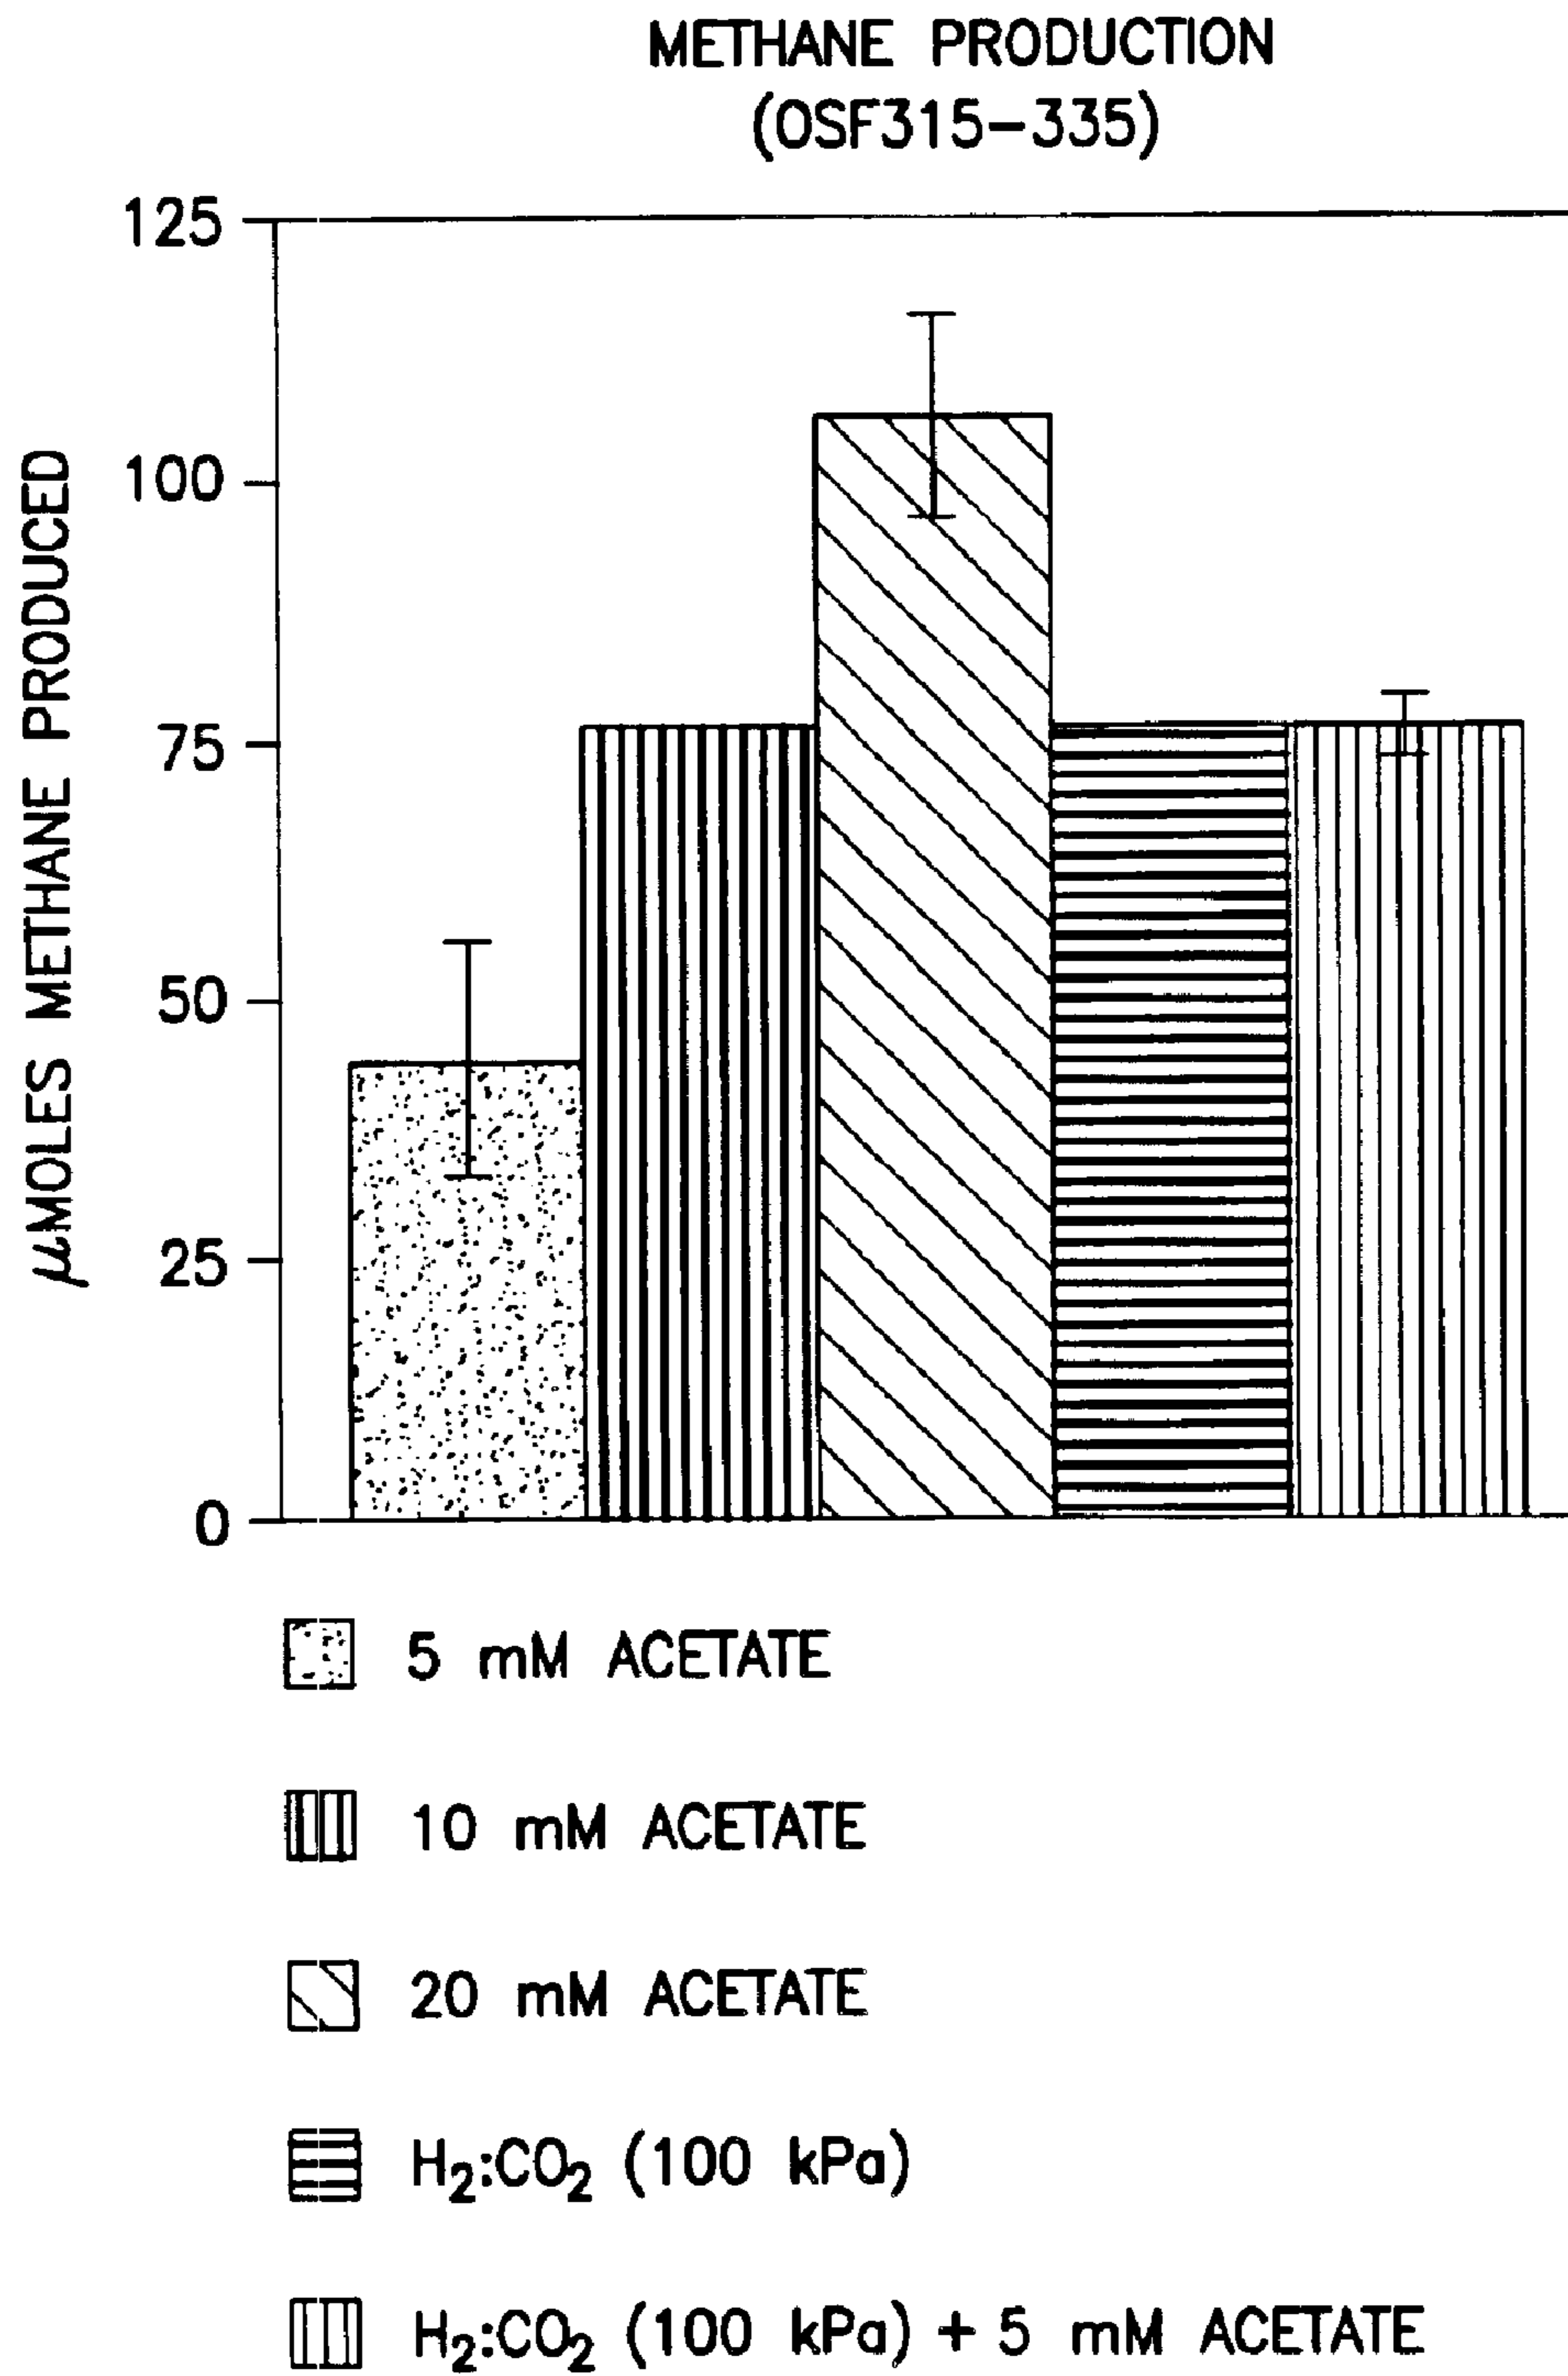 METHANE PRODUCTION
(OSF315-335)
µMOLES METHANE PRODUCED
125
100
75
50
25
0
5 mM ACETATE
10 mM ACETATE
20 mM ACETATE
H₂:CO₂ (100 kPa)
H₂:CO₂ (100 kPa) + 5 mM ACETATE